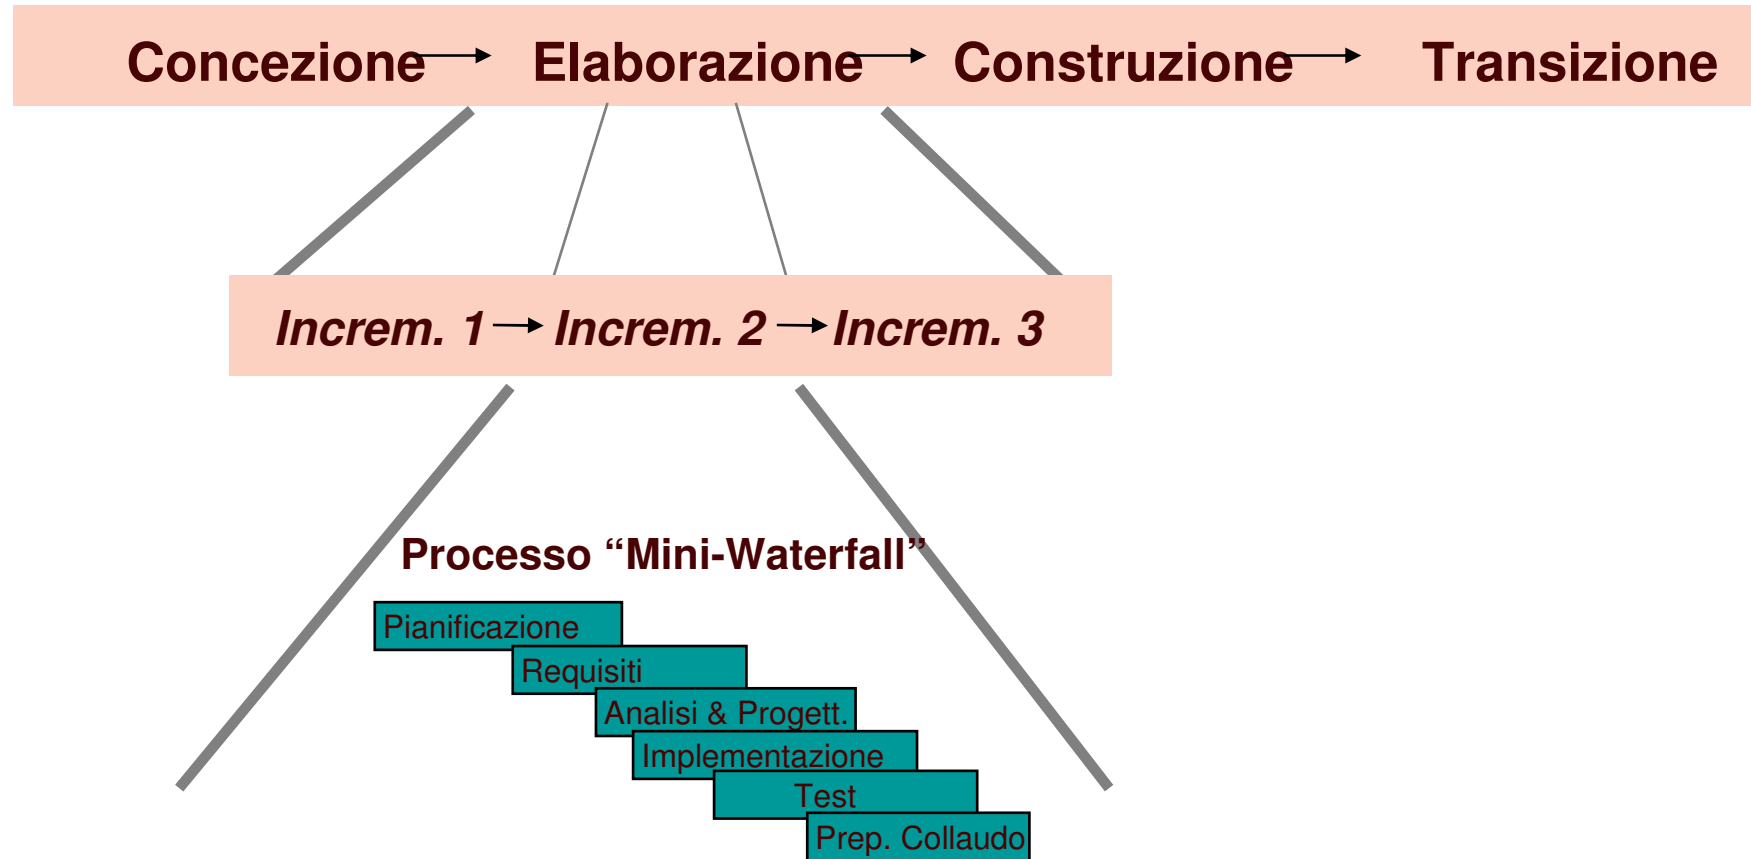 Concezione Elaborazione Construzione Transizione
Increm. 1 Increm. 2 Increm. 3
Processo “Mini-Waterfall”
Pianificazione
Requisiti
Analisi & Progett.
Implementazione
Test
Prep. Collaudo